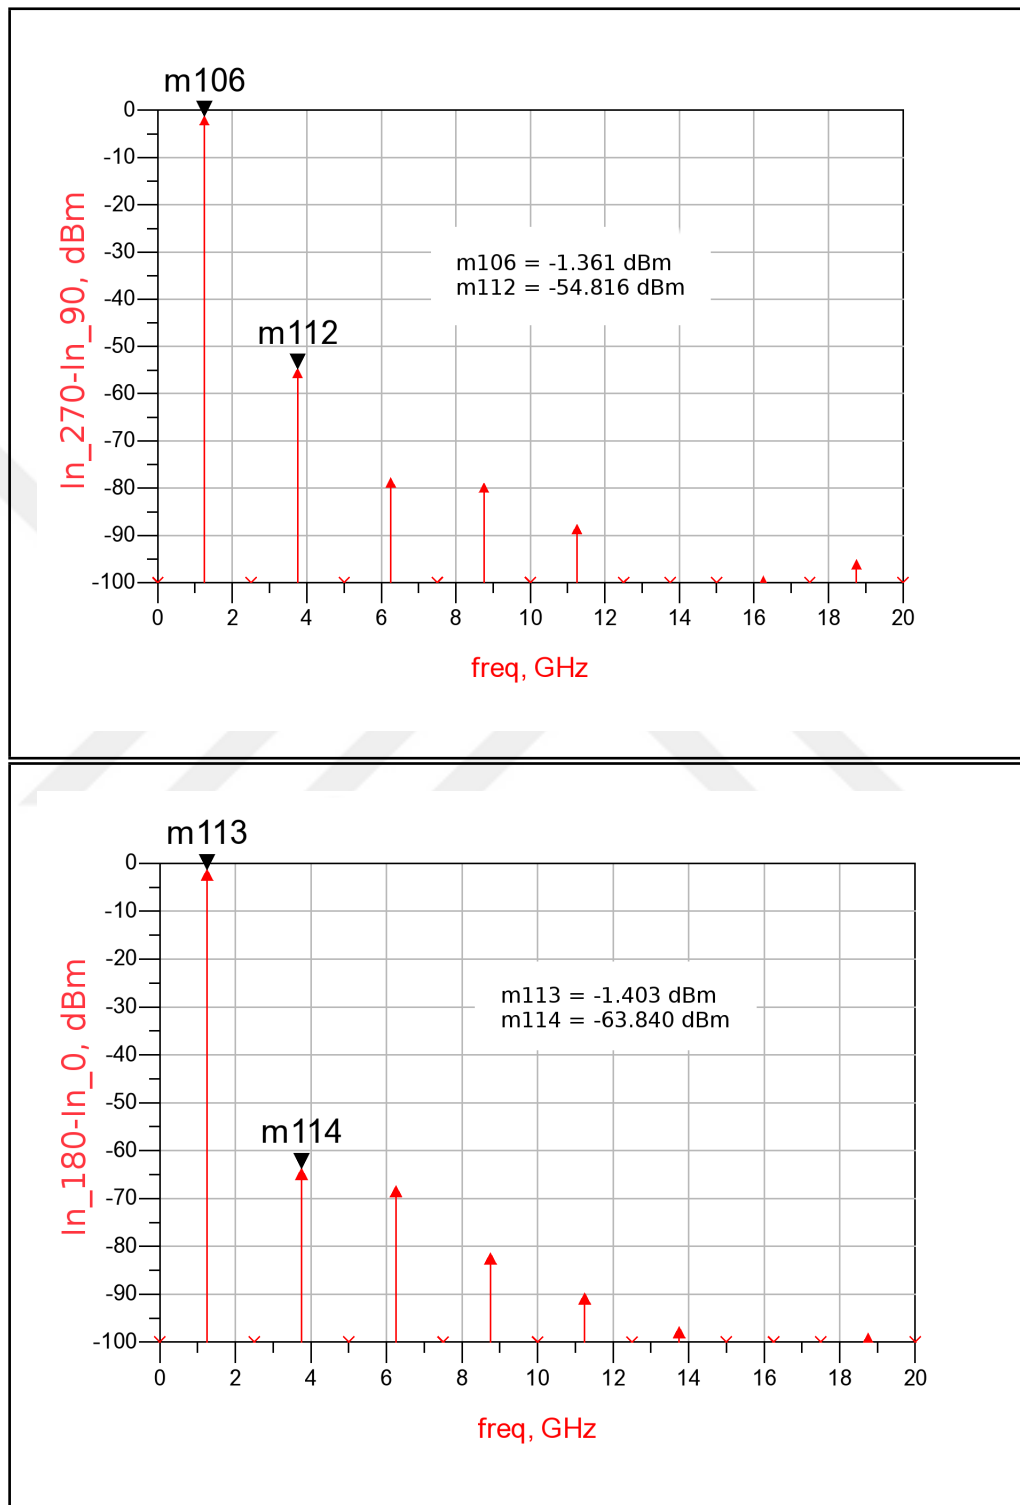 m106
0
-10
-20
-30
-40
-50
-60
-70
-80
-90
-100
In_270-In_90, dBm
m106 = -1.361 dBm
m112 = -54.816 dBm
m112
0 2 4 6 8 10 12 14 16 18 20
freq, GHz
m113
0
-10
-20
-30
-40
-50
-60
-70
-80
-90
-100
In_180-In_0, dBm
m113 = -1.403 dBm
m114 = -63.840 dBm
m114
0 2 4 6 8 10 12 14 16 18 20
freq, GHz